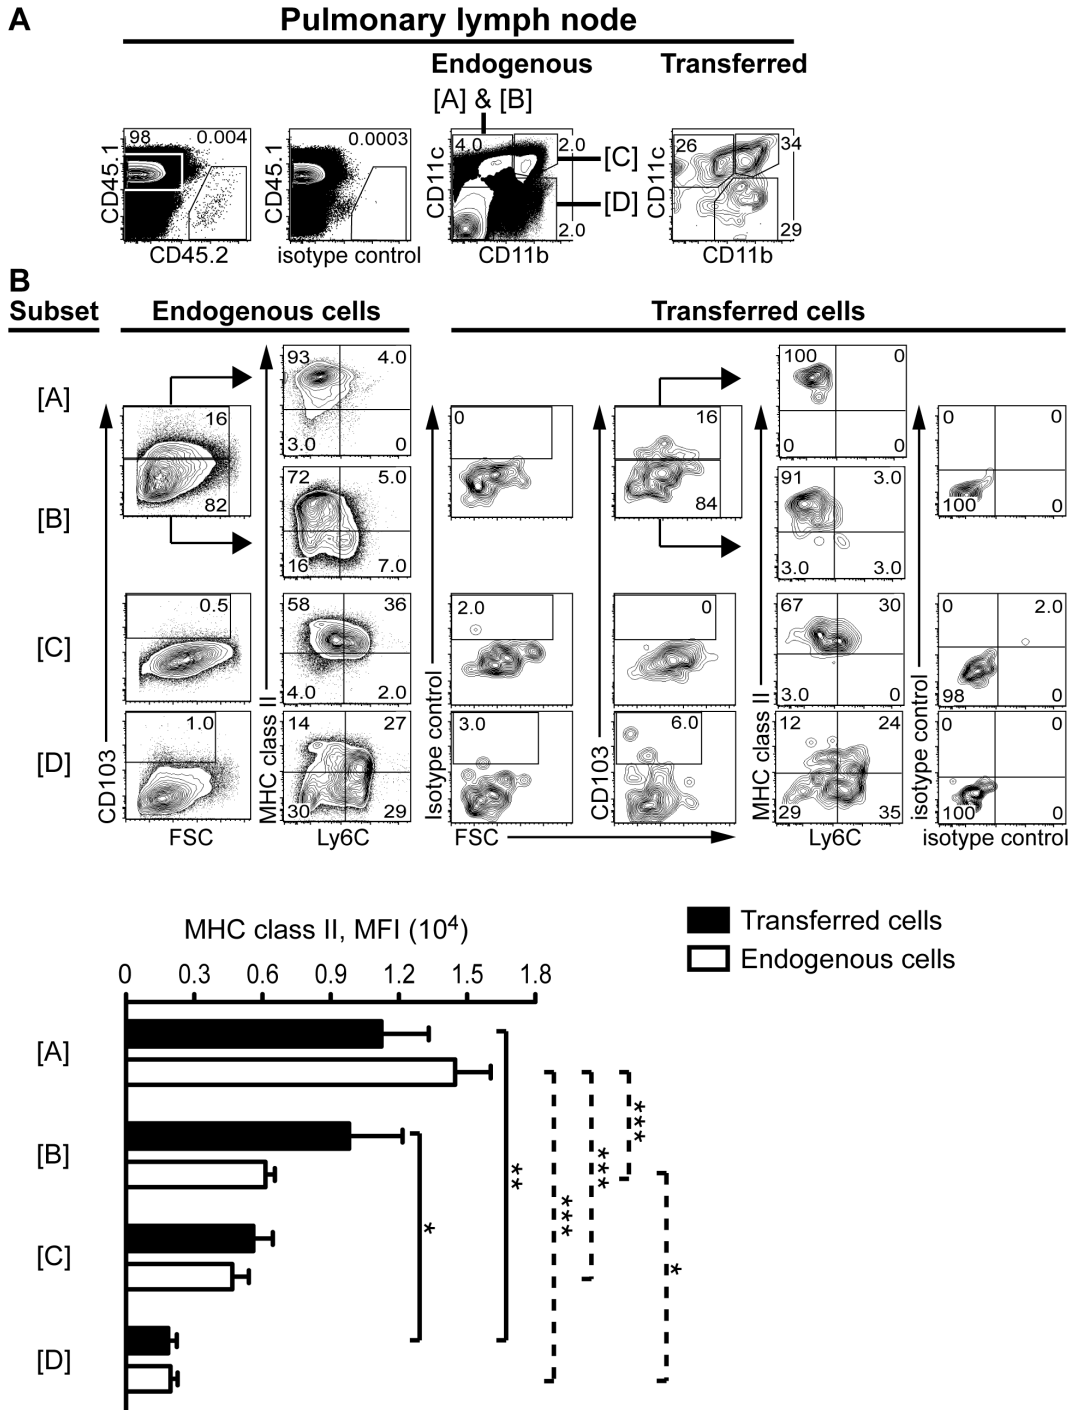 A
Pulmonary lymph node
Endogenous Transferred
[A] & [B]
98 0.004
0.0003
4.0 2.0
26 34
[C]
[D]
2.0
29
CD45.1
CD45.1
CD11c
CD11c
CD45.2 isotype control CD11b CD11b
B
Subset Endogenous cells Transferred cells
[A]
93 4.0
3.0 0
100 0
0 0
16
82
0
16
84
0 0
100 0
[B]
72 5.0
16 7.0
91 3.0
3.0 3.0
[C]
0.5
58 36
4.0 2.0
2.0
0
67 30
3.0 0
0 2.0
98 0
[D]
1.0
14 27
30 29
3.0
6.0
12 24
29 35
0 0
100 0
CD103
MHC class II
Isotype control
CD103
MHC class II
isotype control
FSC Ly6C FSC Ly6C isotype control
MHC class II, MFI (10⁴)
0 0.3 0.6 0.9 1.2 1.5 1.8
Transferred cells
Endogenous cells
[A]
[B]
[C]
[D]
*
**
***
***
***
*